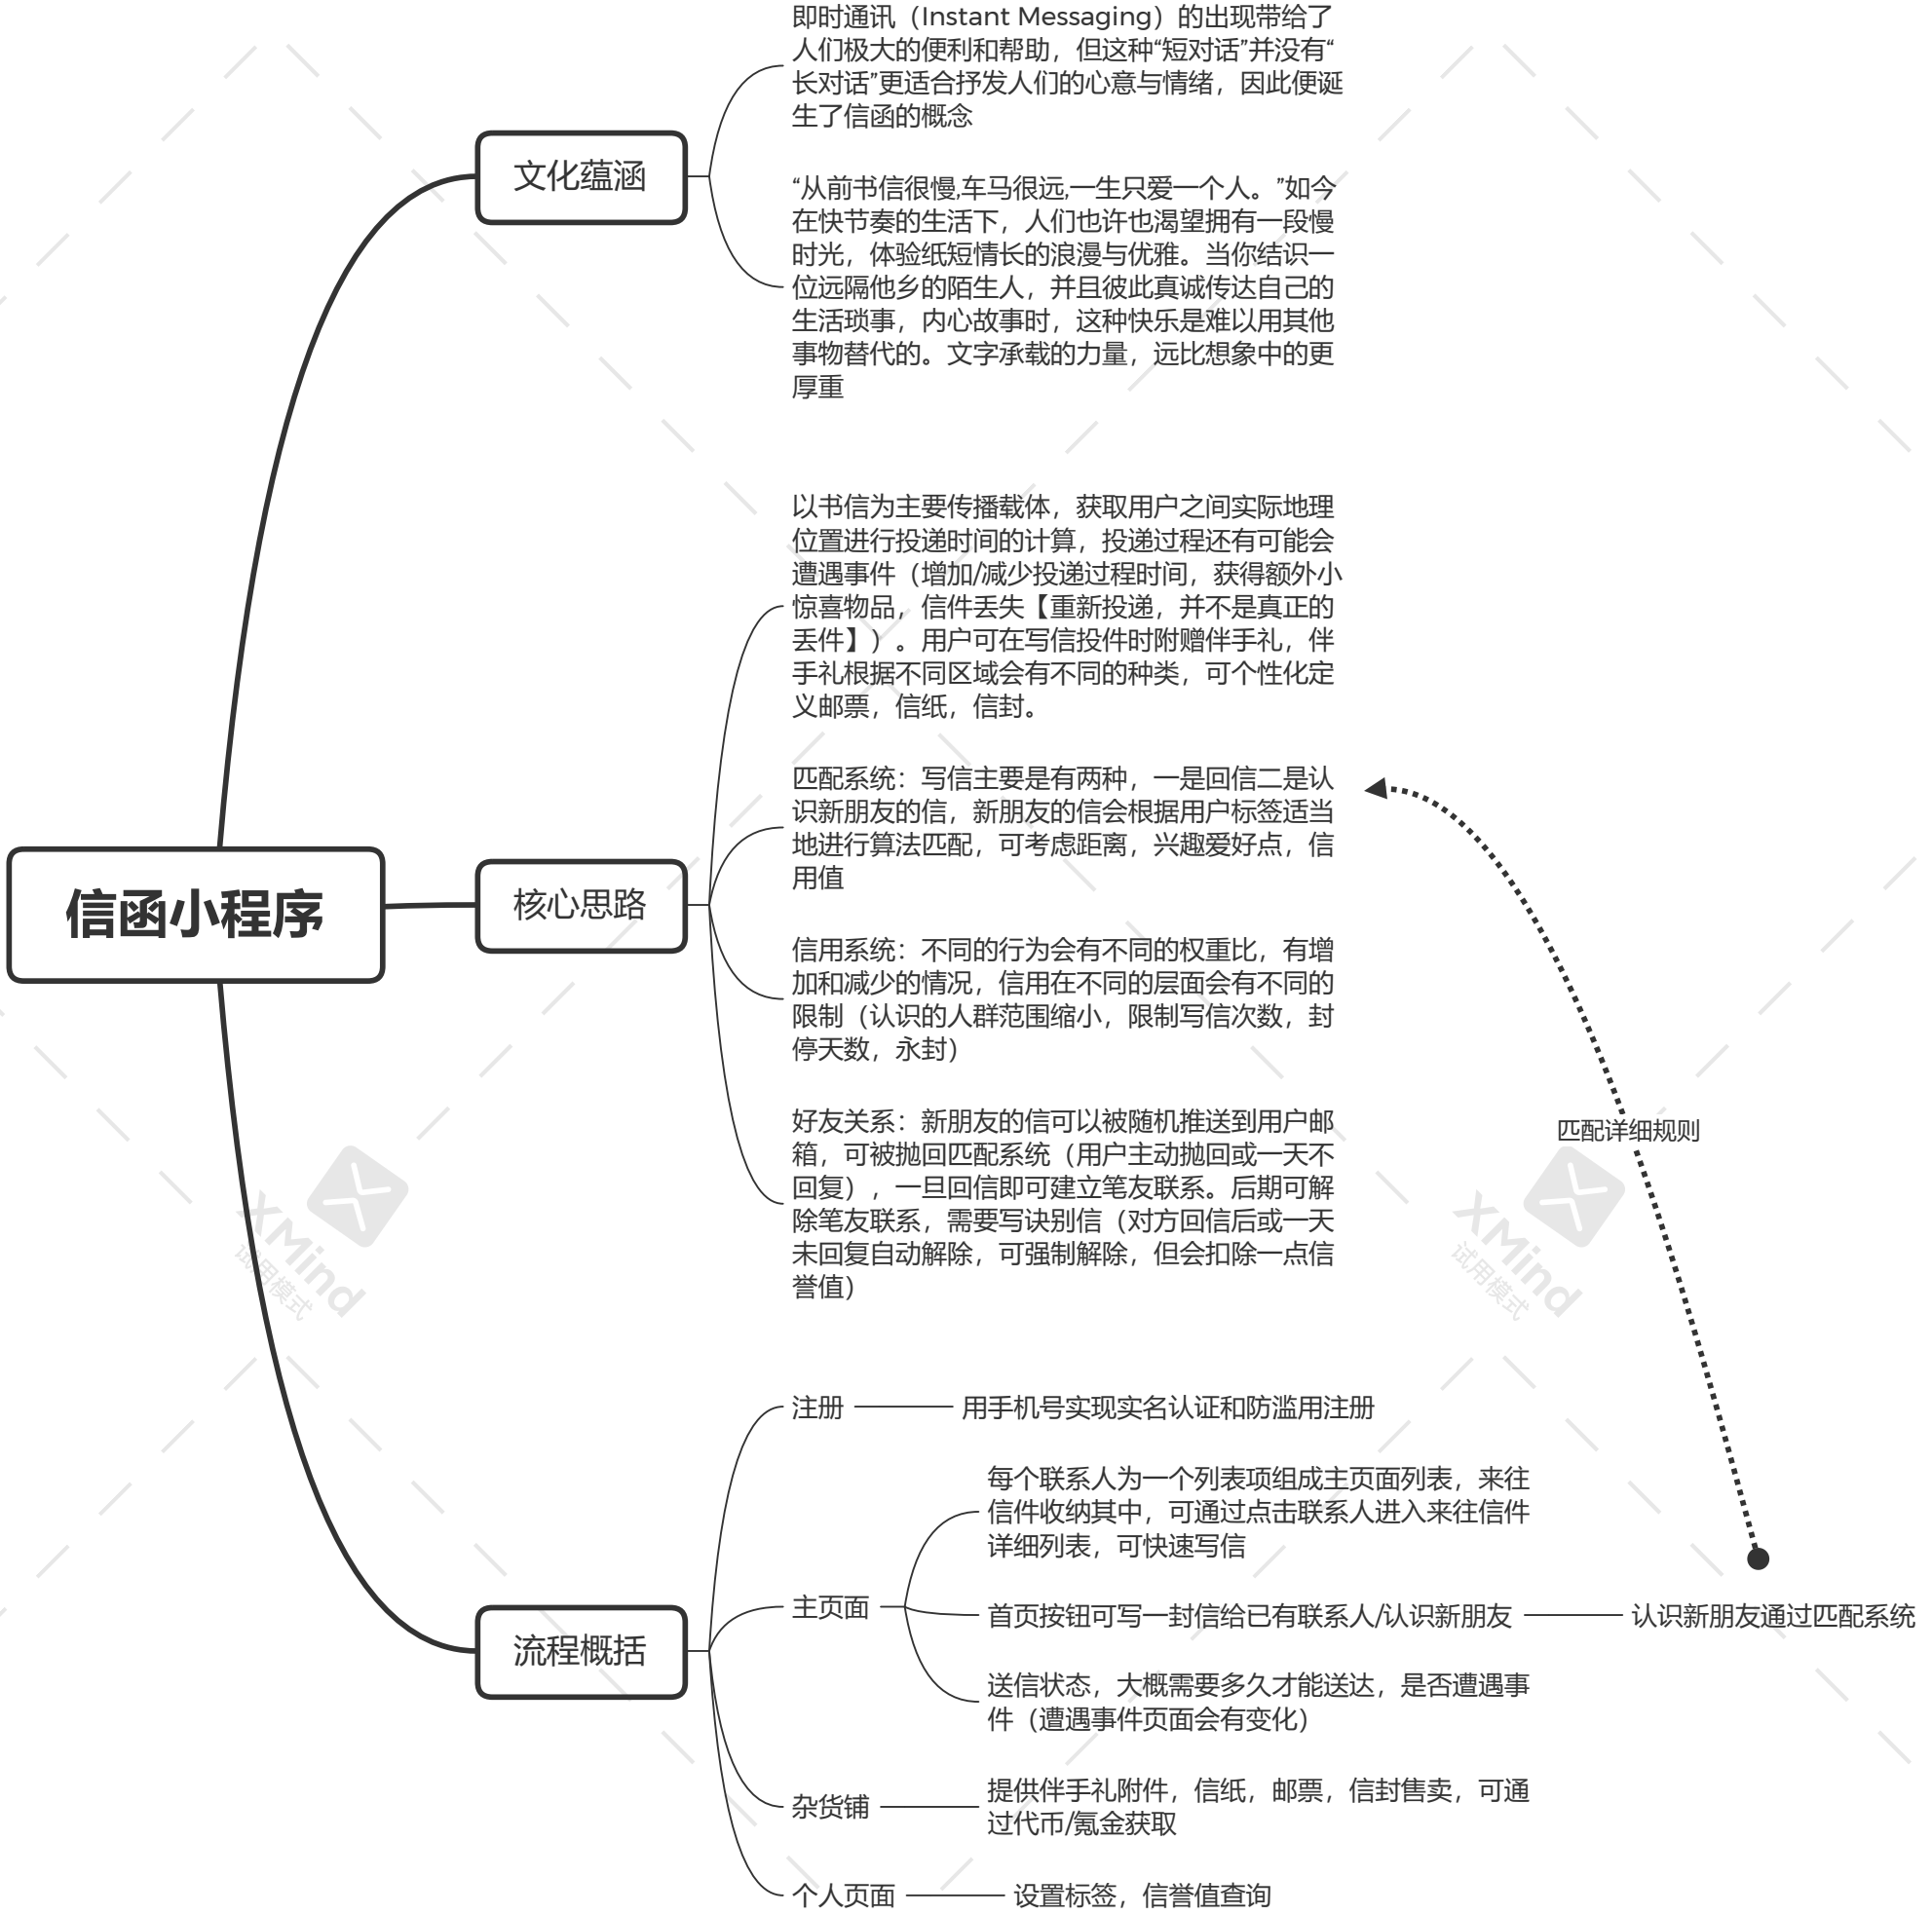 即时通讯（Instant Messaging）的出现带给了
人们极大的便利和帮助，但这种“短对话”并没有“
长对话”更适合抒发人们的心意与情绪，因此便诞
生了信函的概念
文化蕴涵
“从前书信很慢,车马很远,一生只爱一个人。”如今
在快节奏的生活下，人们也许也渴望拥有一段慢
时光，体验纸短情长的浪漫与优雅。当你结识一
位远隔他乡的陌生人，并且彼此真诚传达自己的
生活琐事，内心故事时，这种快乐是难以用其他
事物替代的。文字承载的力量，远比想象中的更
厚重
以书信为主要传播载体，获取用户之间实际地理
位置进行投递时间的计算，投递过程还有可能会
遭遇事件（增加/减少投递过程时间，获得额外小
惊喜物品，信件丢失【重新投递，并不是真正的
丢件】）。用户可在写信投件时附赠伴手礼，伴
手礼根据不同区域会有不同的种类，可个性化定
义邮票，信纸，信封。
匹配系统：写信主要是有两种，一是回信二是认
识新朋友的信，新朋友的信会根据用户标签适当
地进行算法匹配，可考虑距离，兴趣爱好点，信
用值
信函小程序
核心思路
信用系统：不同的行为会有不同的权重比，有增
加和减少的情况，信用在不同的层面会有不同的
限制（认识的人群范围缩小，限制写信次数，封
停天数，永封）
好友关系：新朋友的信可以被随机推送到用户邮
箱，可被抛回匹配系统（用户主动抛回或一天不
回复），一旦回信即可建立笔友联系。后期可解
除笔友联系，需要写诀别信（对方回信后或一天
未回复自动解除，可强制解除，但会扣除一点信
誉值）
匹配详细规则
XMind
试用模式
XMind
试用模式
注册
用手机号实现实名认证和防滥用注册
每个联系人为一个列表项组成主页面列表，来往
信件收纳其中，可通过点击联系人进入来往信件
详细列表，可快速写信
主页面
首页按钮可写一封信给已有联系人/认识新朋友
认识新朋友通过匹配系统
流程概括
送信状态，大概需要多久才能送达，是否遭遇事
件（遭遇事件页面会有变化）
杂货铺
提供伴手礼附件，信纸，邮票，信封售卖，可通
过代币/氪金获取
个人页面
设置标签，信誉值查询